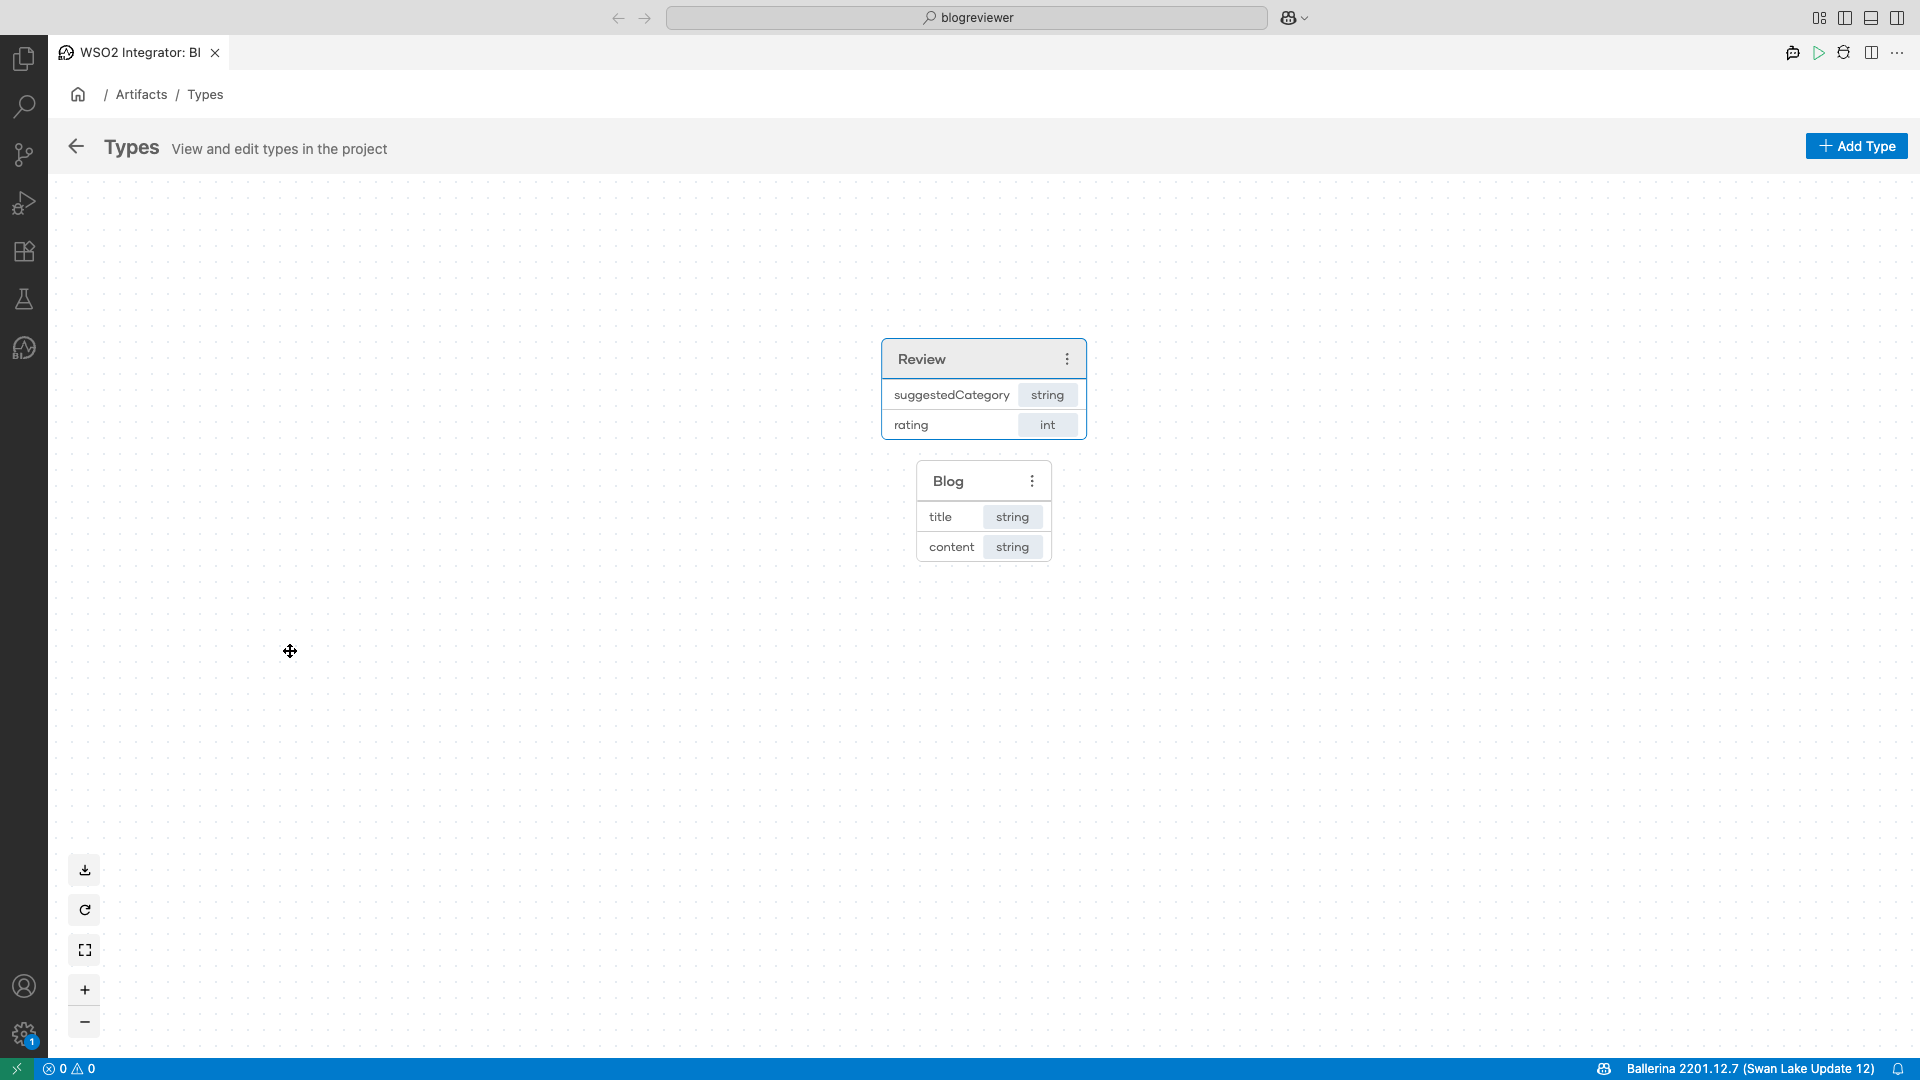 blogreviewer
WSO2 Integrator: BI
/ Artifacts / Types
Types View and edit types in the project
Add Type
Review
suggestedCategory string
rating int
Blog
title string
content string
BI
1
0 0
Ballerina 2201.12.7 (Swan Lake Update 12)